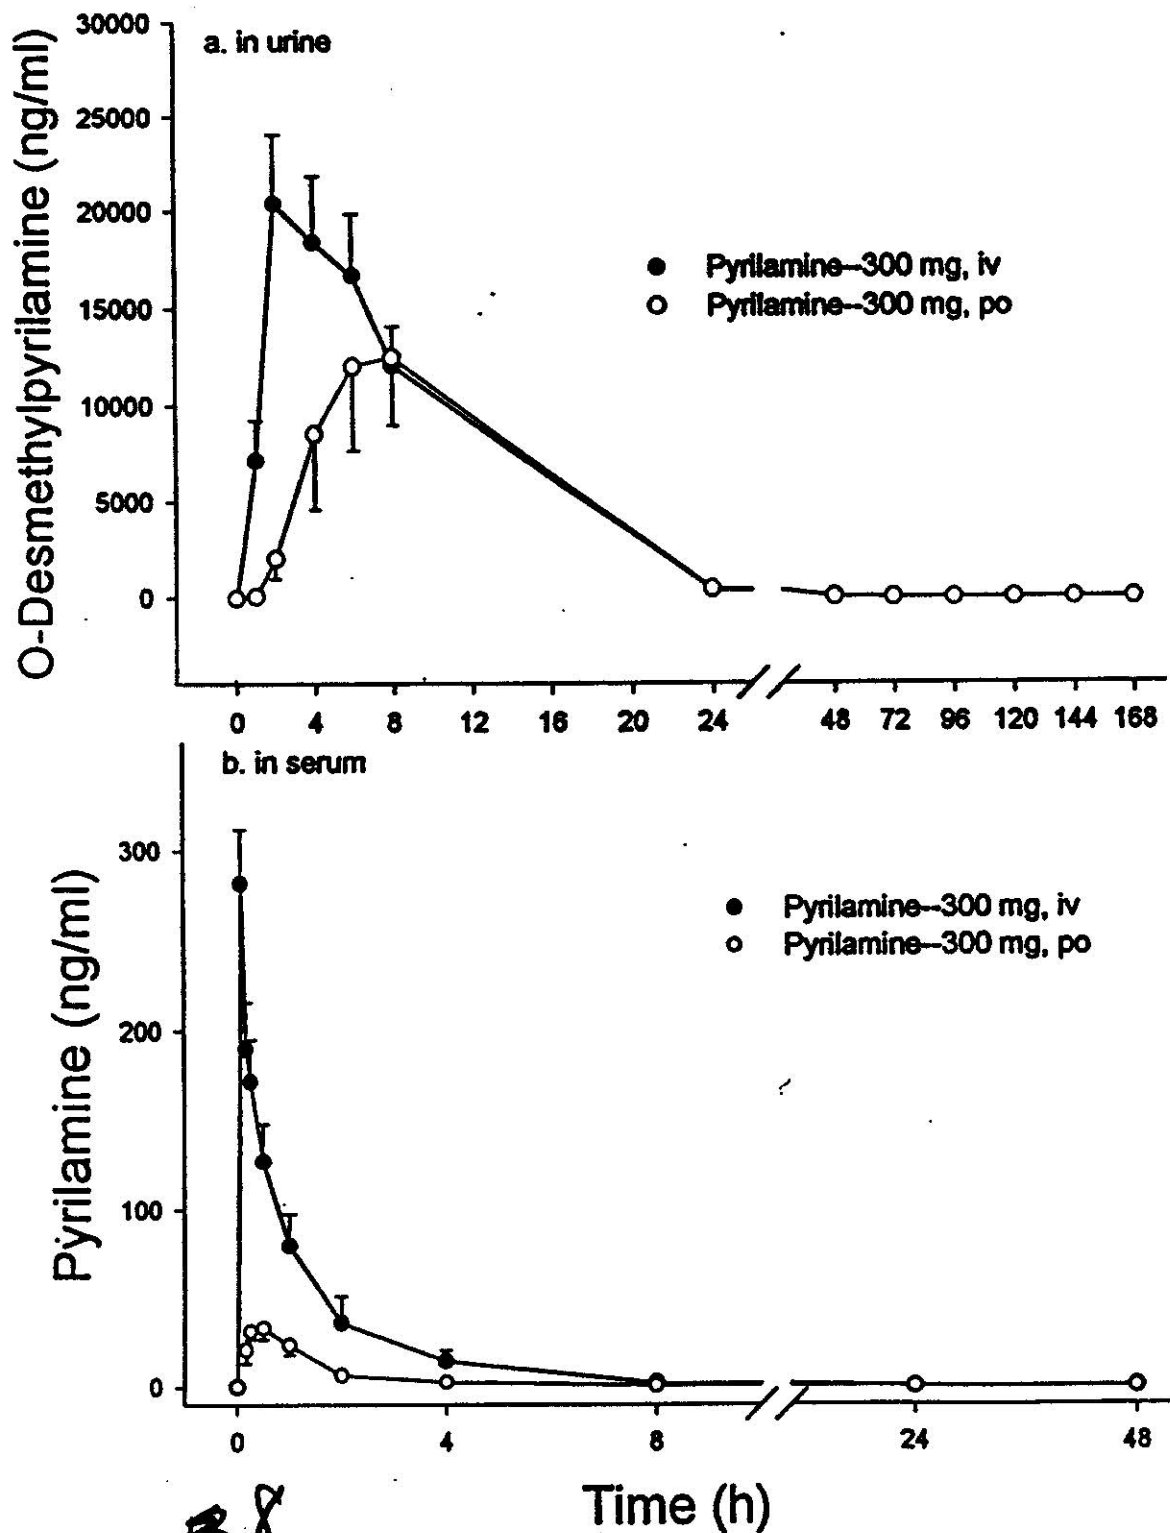 O-Desmethylpyrilamine (ng/ml)
30000
25000
20000
15000
10000
5000
0
a. in urine
Pyrilamine--300 mg, iv
Pyrilamine--300 mg, po
0 4 8 12 16 20 24 48 72 96 120 144 168
Pyrilamine (ng/ml)
300
200
100
0
b. in serum
Pyrilamine--300 mg, iv
Pyrilamine--300 mg, po
0 4 8 24 48
Time (h)